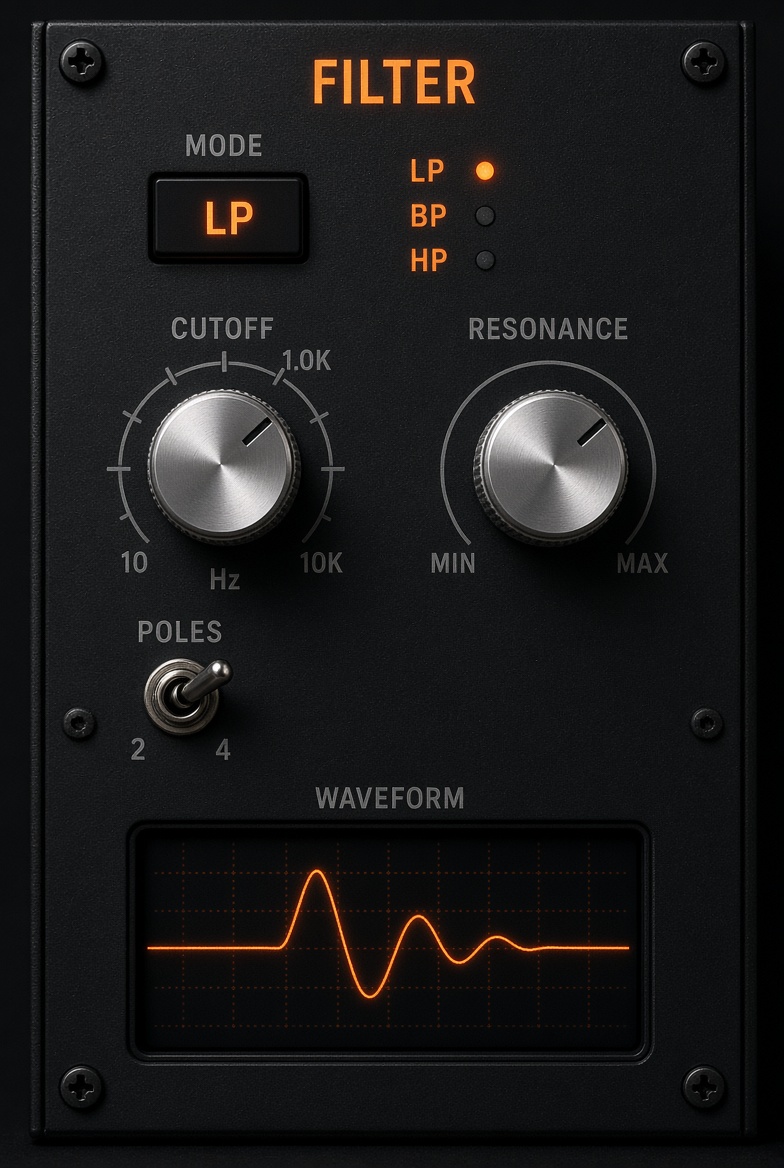 FILTER
MODE
LP
LP
BP
HP
CUTOFF
1.0K
10
Hz
10K
RESONANCE
MIN
MAX
POLES
2
4
WAVEFORM